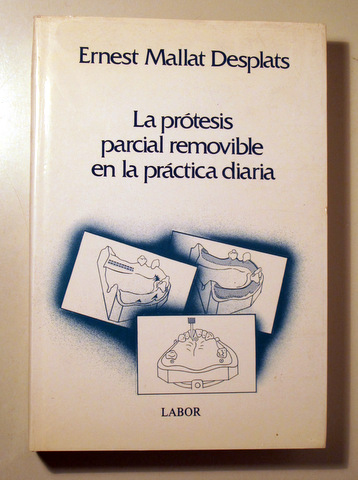 Ernest Mallat Desplats
La prótesis
parcial removible
en la práctica diaria
LABOR